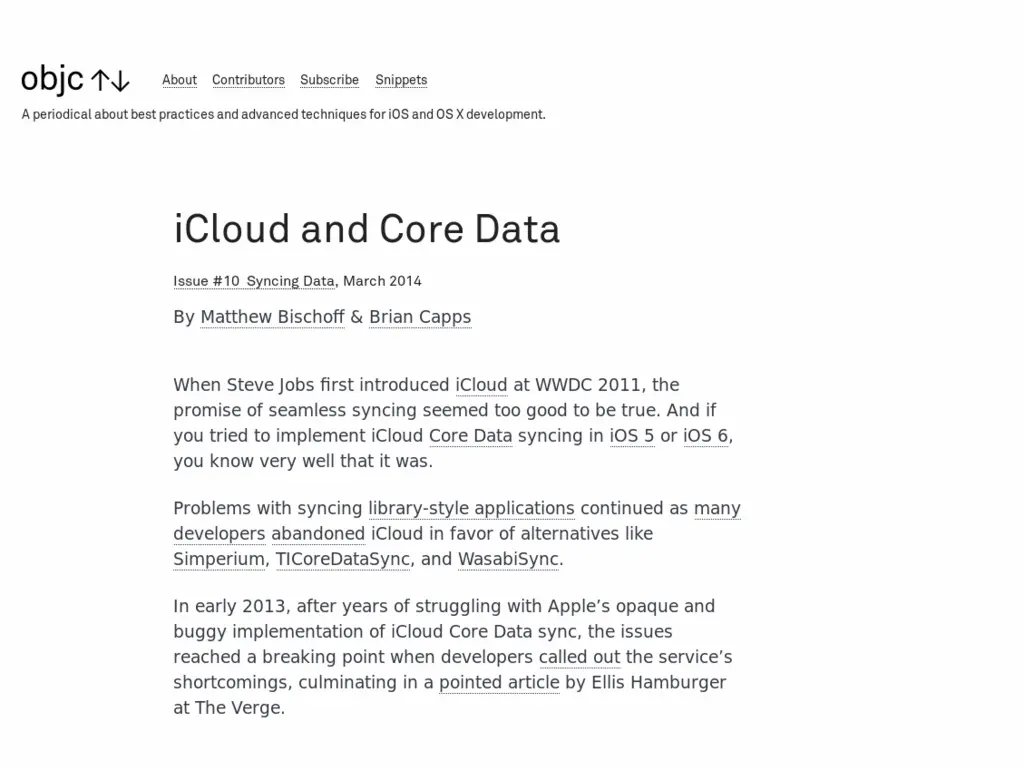 objc ↑↓ About Contributors Subscribe Snippets
A periodical about best practices and advanced techniques for iOS and OS X development.
iCloud and Core Data
Issue #10 Syncing Data, March 2014
By Matthew Bischoff & Brian Capps
When Steve Jobs first introduced iCloud at WWDC 2011, the
promise of seamless syncing seemed too good to be true. And if
you tried to implement iCloud Core Data syncing in iOS 5 or iOS 6,
you know very well that it was.
Problems with syncing library-style applications continued as many
developers abandoned iCloud in favor of alternatives like
Simperium, TICoreDataSync, and WasabiSync.
In early 2013, after years of struggling with Apple’s opaque and
buggy implementation of iCloud Core Data sync, the issues
reached a breaking point when developers called out the service’s
shortcomings, culminating in a pointed article by Ellis Hamburger
at The Verge.